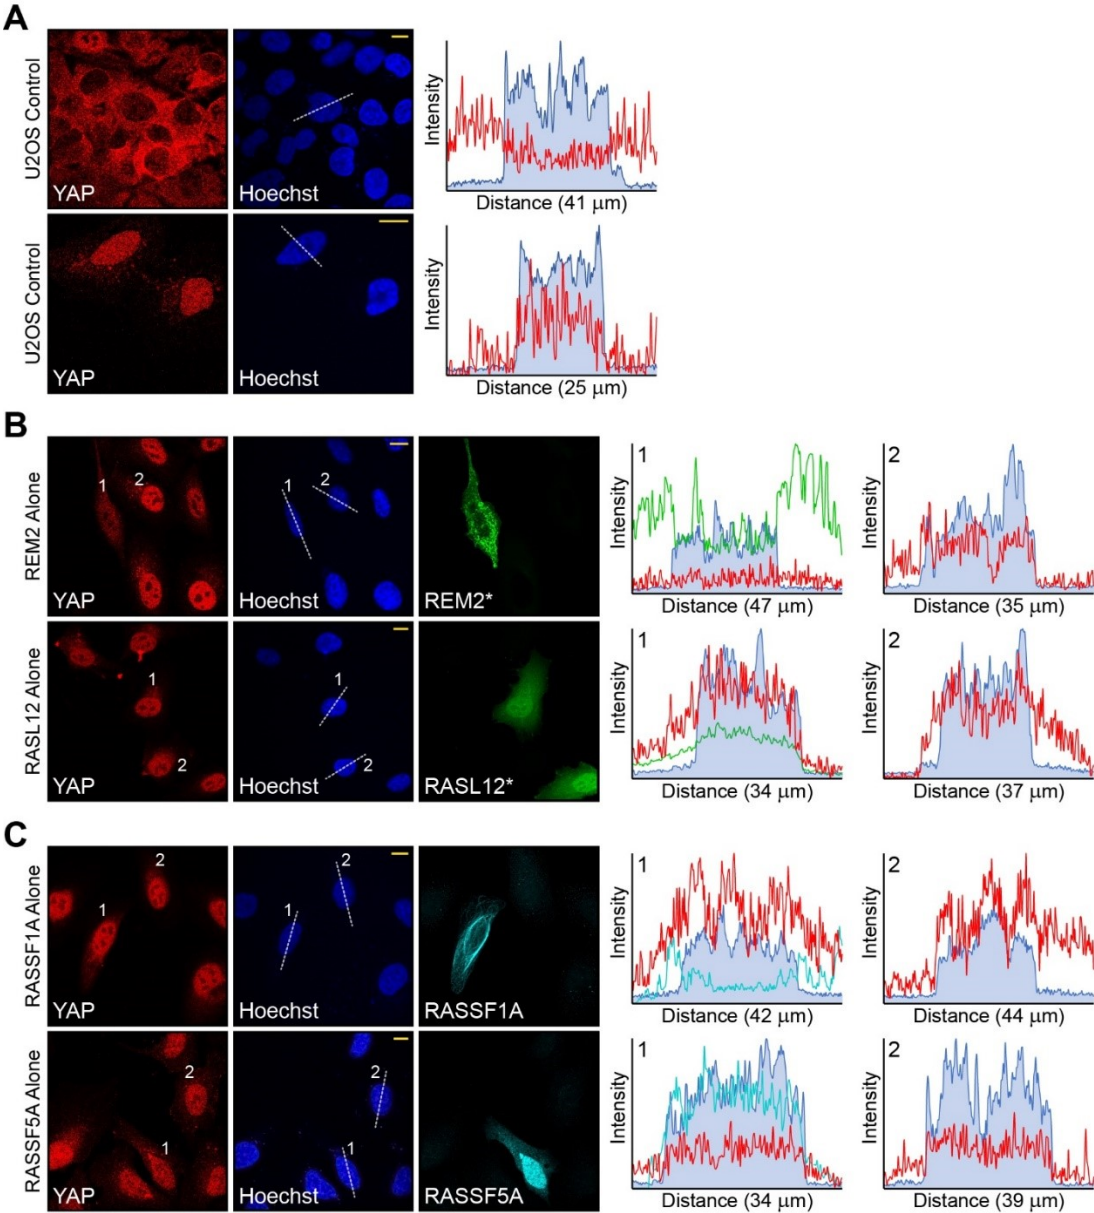 A
U2OS Control
YAP
Hoechst
Intensity
Distance (41 μm)
U2OS Control
YAP
Hoechst
Intensity
Distance (25 μm)
B
REM2 Alone
1
2
YAP
1
2
Hoechst
REM2*
1
Intensity
Distance (47 μm)
2
Intensity
Distance (35 μm)
RASL12 Alone
1
2
YAP
1
2
Hoechst
RASL12*
1
Intensity
Distance (34 μm)
2
Intensity
Distance (37 μm)
C
RASSF1A Alone
2
1
YAP
2
1
Hoechst
RASSF1A
1
Intensity
Distance (42 μm)
2
Intensity
Distance (44 μm)
RASSF5A Alone
2
1
YAP
2
1
Hoechst
RASSF5A
1
Intensity
Distance (34 μm)
2
Intensity
Distance (39 μm)